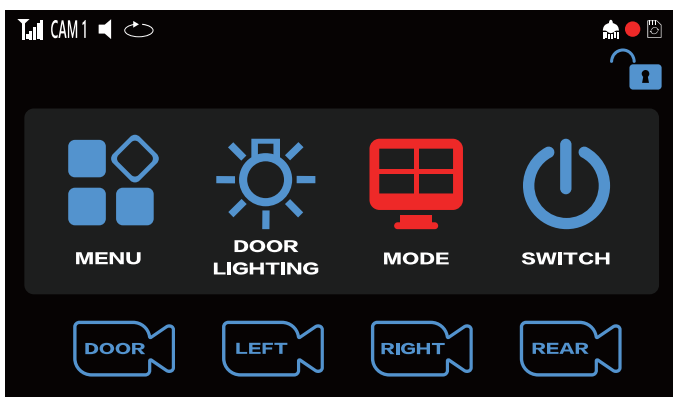 CAM 1
MENU
DOOR
LIGHTING
MODE
SWITCH
DOOR
LEFT
RIGHT
REAR